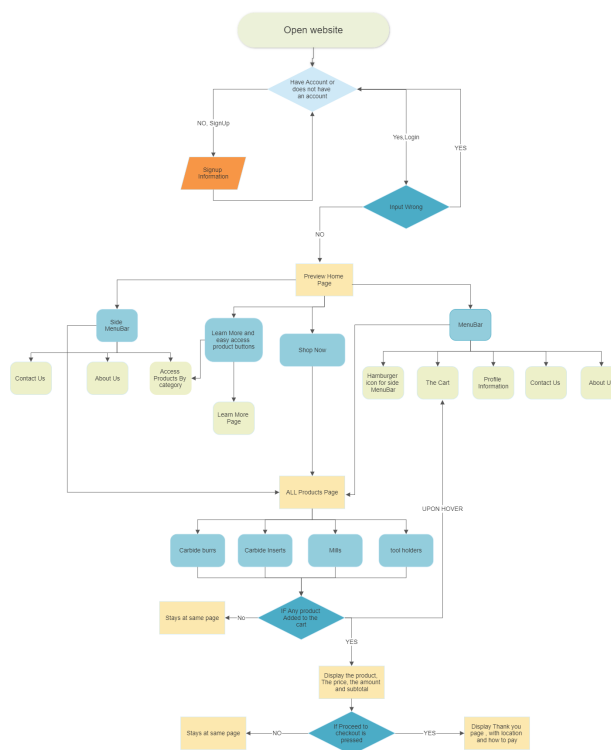 Open website
Have Account or
does not have
an account
NO, SignUp
Yes,Login
YES
Signup
Information
Input Wrong
NO
Preview Home
Page
Side
MenuBar
Learn More and
easy access
product buttons
Shop Now
MenuBar
Contact Us
About Us
Access
Products By
category
Hamburger
icon for side
MenuBar
The Cart
Profile
Information
Contact Us
About U
Learn More
Page
ALL Products Page
UPON HOVER
Carbide burrs
Carbide Inserts
Mills
tool holders
Stays at same page
No
IF Any product
Added to the
cart
YES
Display the product,
The price, the amount
and subtotal
Stays at same page
NO
If Proceed to
checkout is
pressed
YES
Display Thank you
page , with location
and how to pay